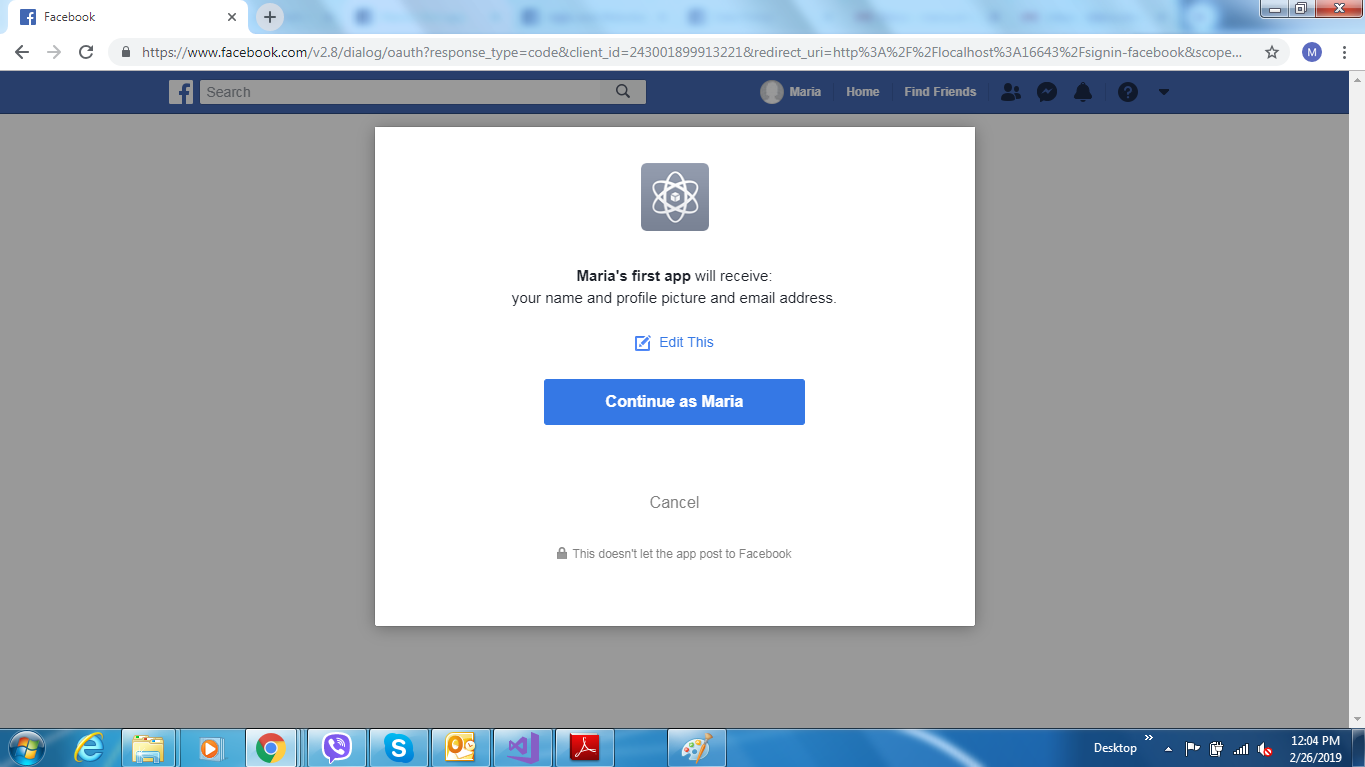 Facebook
https://www.facebook.com/v2.8/dialog/oauth?response_type=code&client_id=243001899913221&redirect_uri=http%3A%2F%2Flocalhost%3A16643%2Fsignin-facebook&scope...
M
Search
Maria
Home
Find Friends
Maria's first app will receive:
your name and profile picture and email address.
Edit This
Continue as Maria
Cancel
This doesn't let the app post to Facebook
Desktop
12:04 PM
2/26/2019